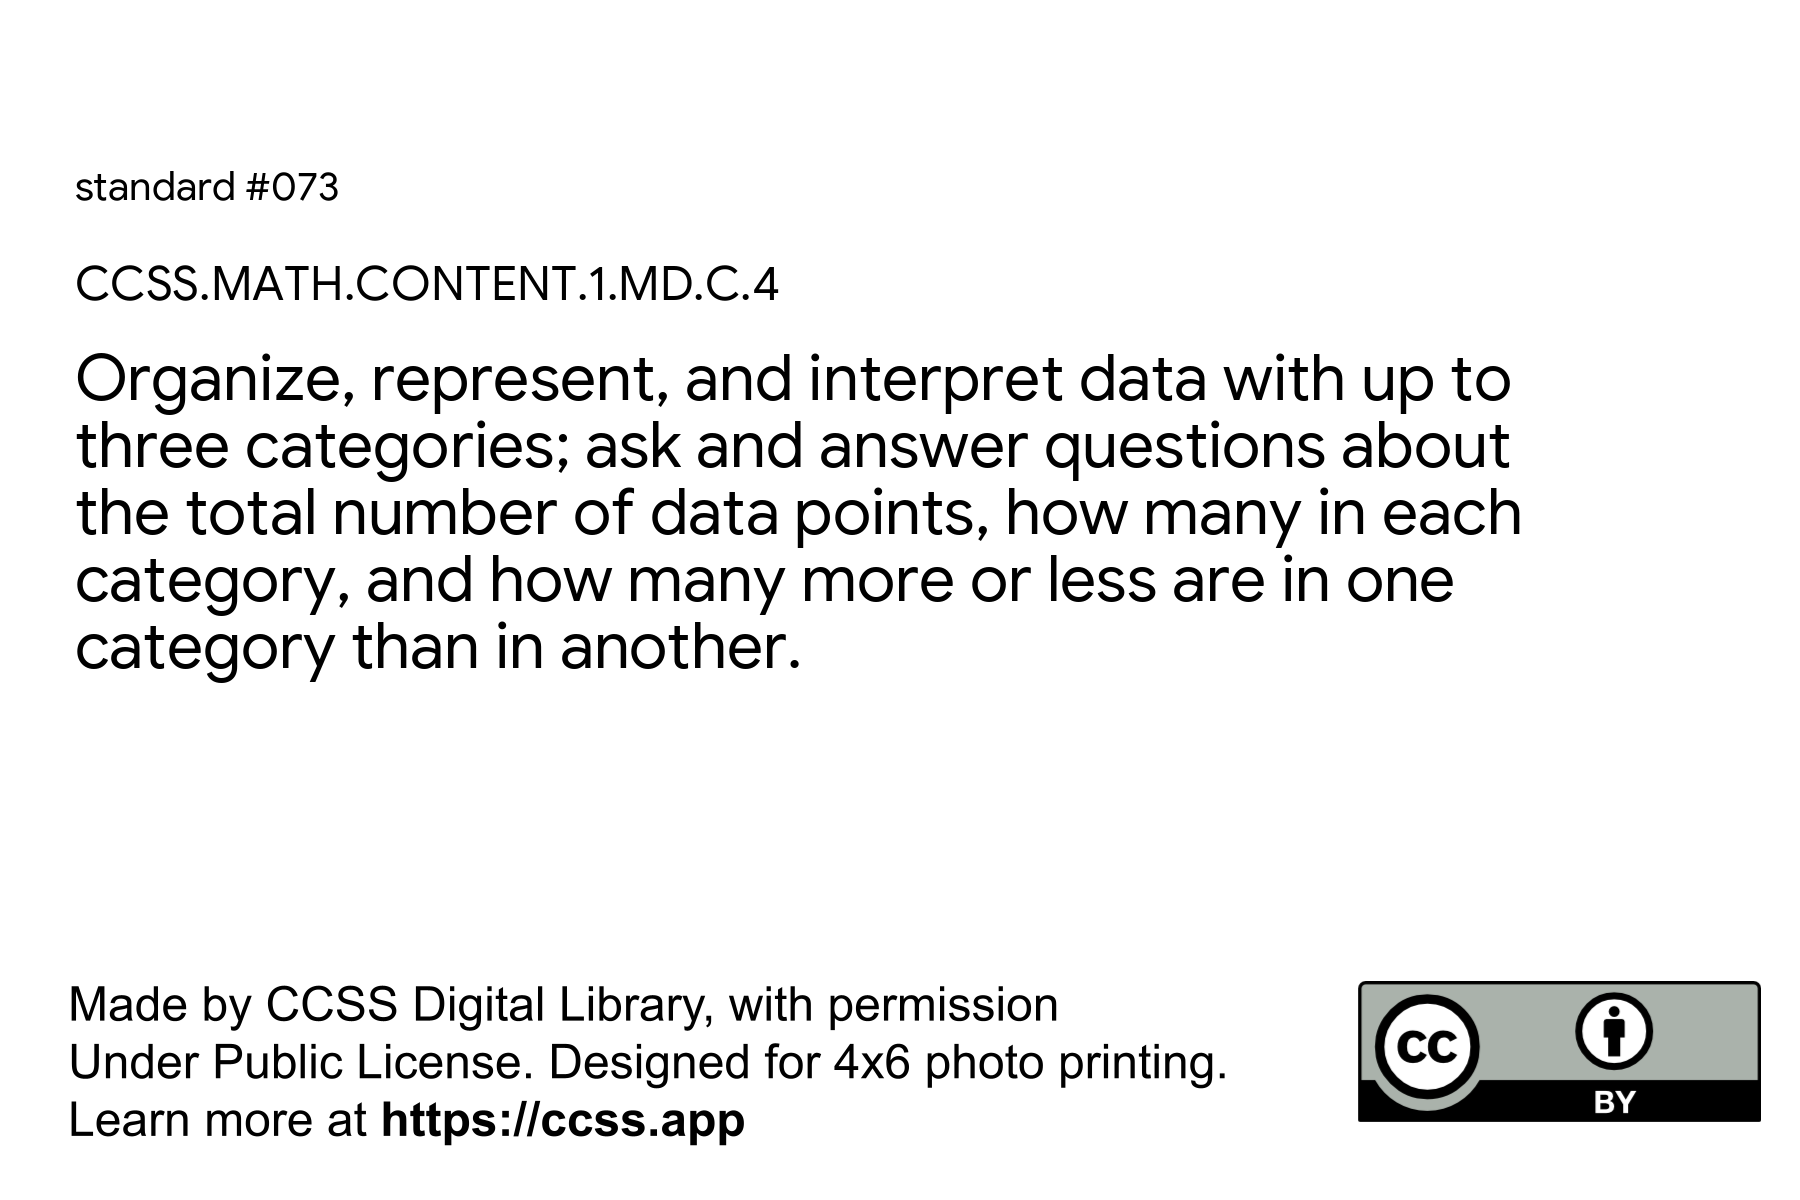 standard #073
CCSS.MATH.CONTENT.1.MD.C.4
Organize, represent, and interpret data with up to
three categories; ask and answer questions about
the total number of data points, how many in each
category, and how many more or less are in one
category than in another.
Made by CCSS Digital Library, with permission
Under Public License. Designed for 4x6 photo printing.
Learn more at https://ccss.app
CC
BY